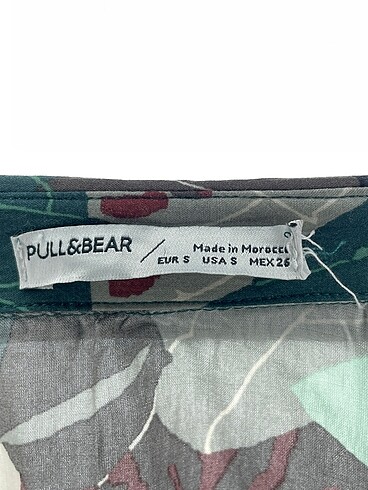 PULL&BEAR
Made in Morocco
EUR S USA S MEX 26